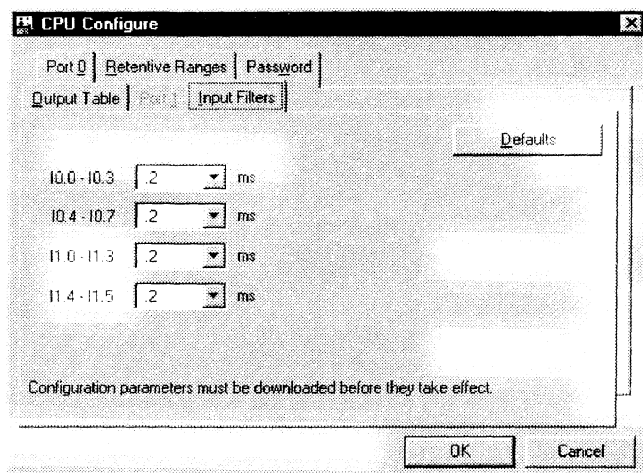 CPU Configure
Port 0 Retentive Ranges Password
Output Table Port 1 Input Filters
Defaults
I0.0 - I0.3 .2 ms
I0.4 - I0.7 .2 ms
I1.0 - I1.3 .2 ms
I1.4 - I1.5 .2 ms
Configuration parameters must be downloaded before they take effect.
OK Cancel